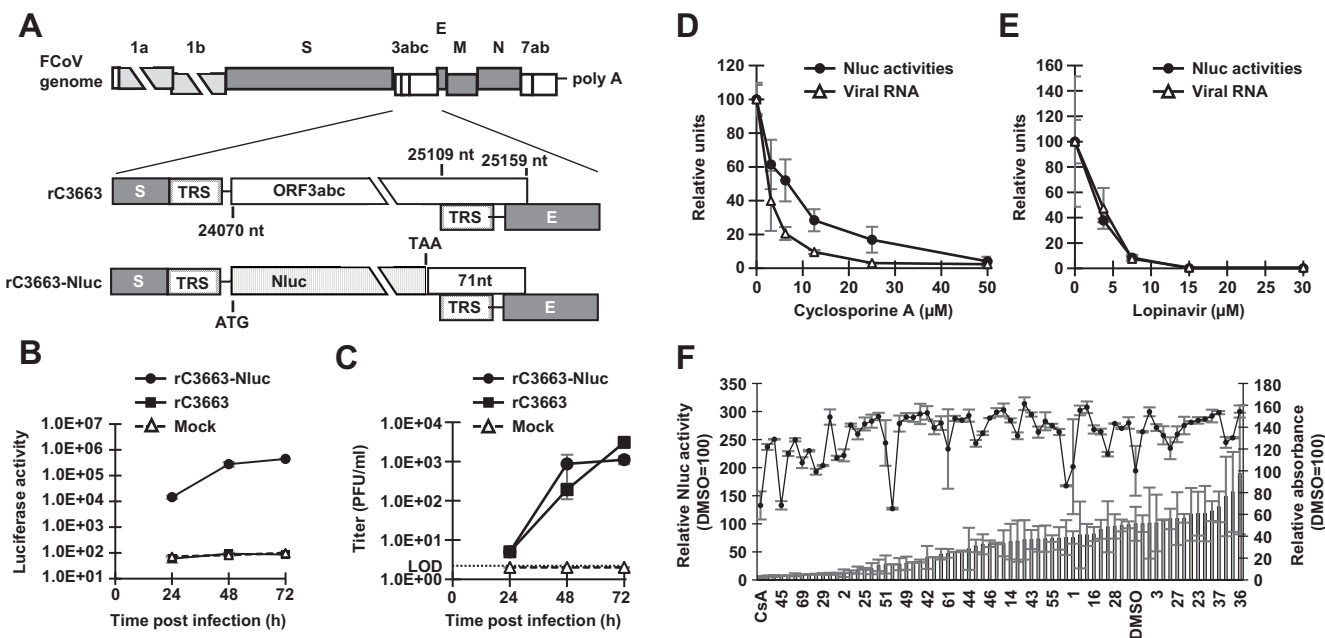 A
FCoV genome
1a
1b
S
3abc
E
M
N
7ab
poly A
25109 nt
25159 nt
rC3663
S
TRS
ORF3abc
TRS
E
24070 nt
TAA
rC3663-Nluc
S
TRS
Nluc
71nt
TRS
E
ATG
B
rC3663-Nluc
rC3663
Mock
Luciferase activity
1.0E+07
1.0E+06
1.0E+05
1.0E+04
1.0E+03
1.0E+02
1.0E+01
0
24
48
72
Time post infection (h)
C
rC3663-Nluc
rC3663
Mock
Titer (PFU/ml)
1.0E+04
1.0E+03
1.0E+02
1.0E+01
LOD
1.0E+00
0
24
48
72
Time post infection (h)
D
Nluc activities
Viral RNA
Relative units
120
100
80
60
40
20
0
0
10
20
30
40
50
Cyclosporine A (µM)
E
Nluc activities
Viral RNA
Relative units
160
140
120
100
80
60
40
20
0
0
5
10
15
20
25
30
Lopinavir (µM)
F
Relative Nluc activity
(DMSO=100)
350
300
250
200
150
100
50
0
180
160
140
120
100
80
60
40
20
0
Relative absorbance
(DMSO=100)
CsA
45
69
29
2
25
51
49
42
61
44
46
14
43
55
1
16
28
DMSO
3
27
23
37
36